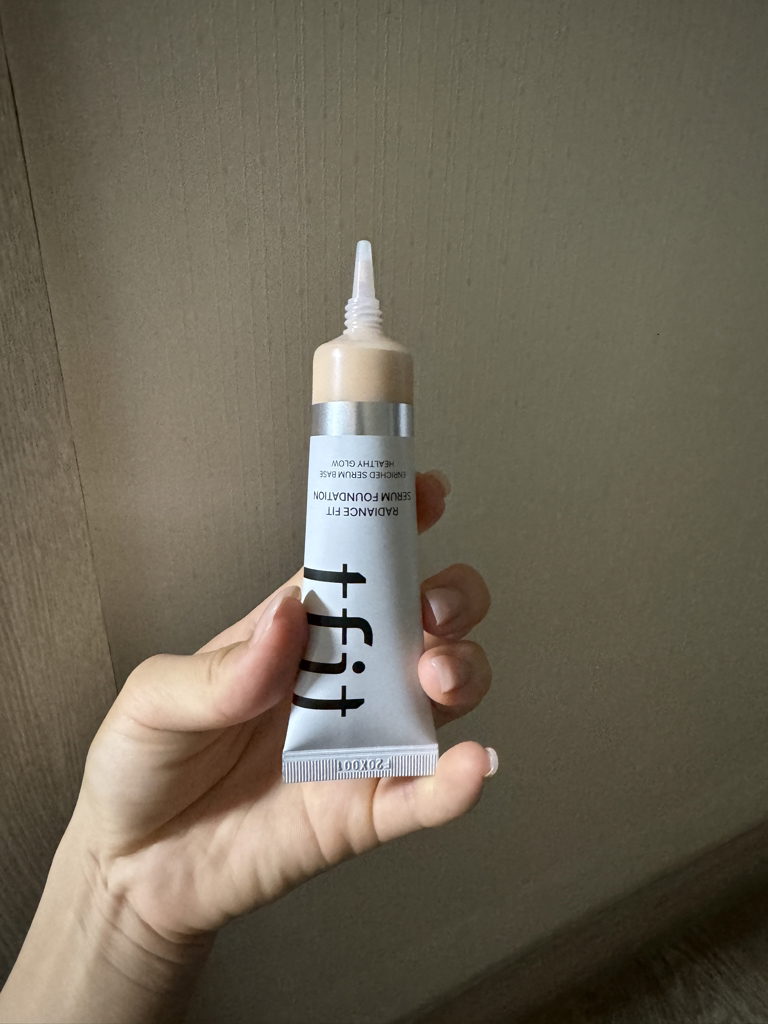 tfit
RADIANCE FIT
SERUM FOUNDATION
ENRICHED SERUM BASE
HEALTHY GLOW
F20X001